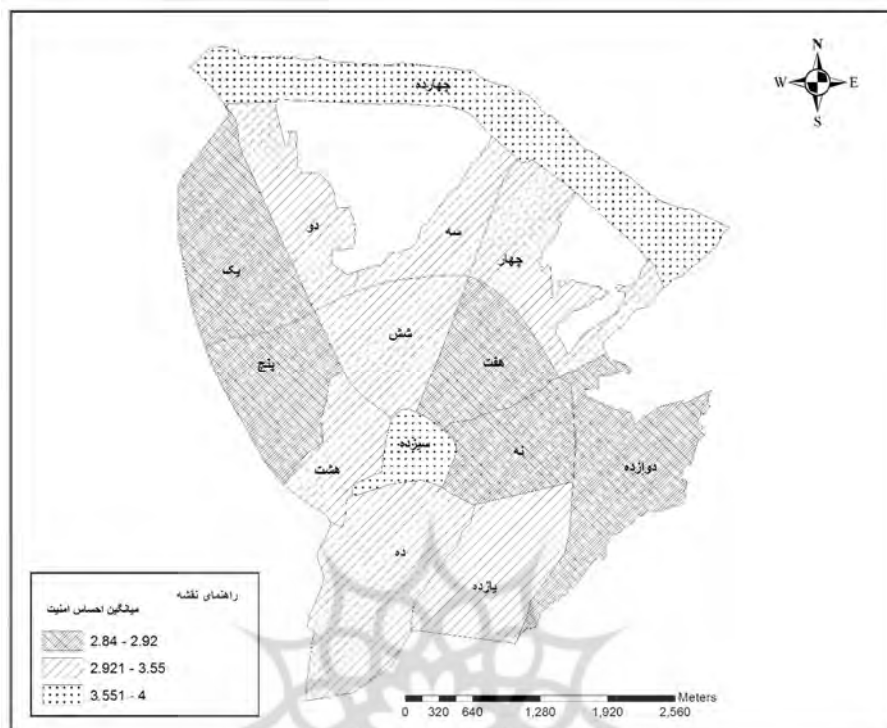 N
W E
S
چهارده
دو
سه
چهار
یک
شش
پنج
هفت
سیزده
نه
هشت
دوازده
ده
یازده
راهنمای نقشه
میانگین احساس امنیت
2.84 - 2.92
2.921 - 3.55
3.551 - 4
Meters
0 320 640 1,280 1,920 2,560